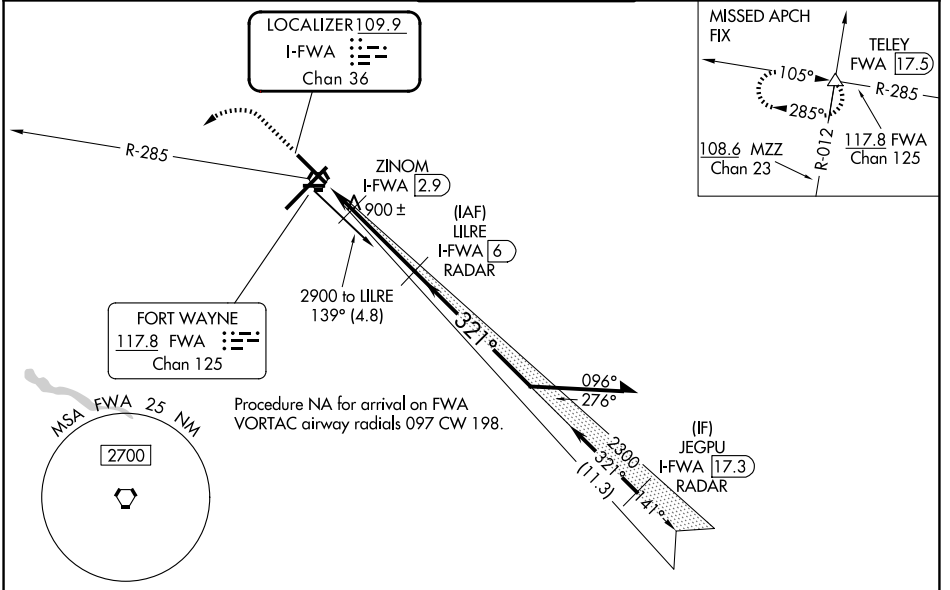 LOCALIZER 109.9
I-FWA
Chan 36
MISSED APCH
FIX
TELEY
FWA 17.5
105°
R-285
285°
R-012
117.8 FWA
Chan 125
108.6 MZZ
Chan 23
R-285
ZINOM
I-FWA 2.9
900 ±
(IAF)
LILRE
I-FWA 6
RADAR
2900 to LILRE
139° (4.8)
FORT WAYNE
117.8 FWA
Chan 125
321°
096°
276°
Procedure NA for arrival on FWA
VORTAC airway radials 097 CW 198.
MSA FWA 25 NM
2700
(IF)
JEGPU
I-FWA 17.3
RADAR
2300
321°
(11.3)
141°